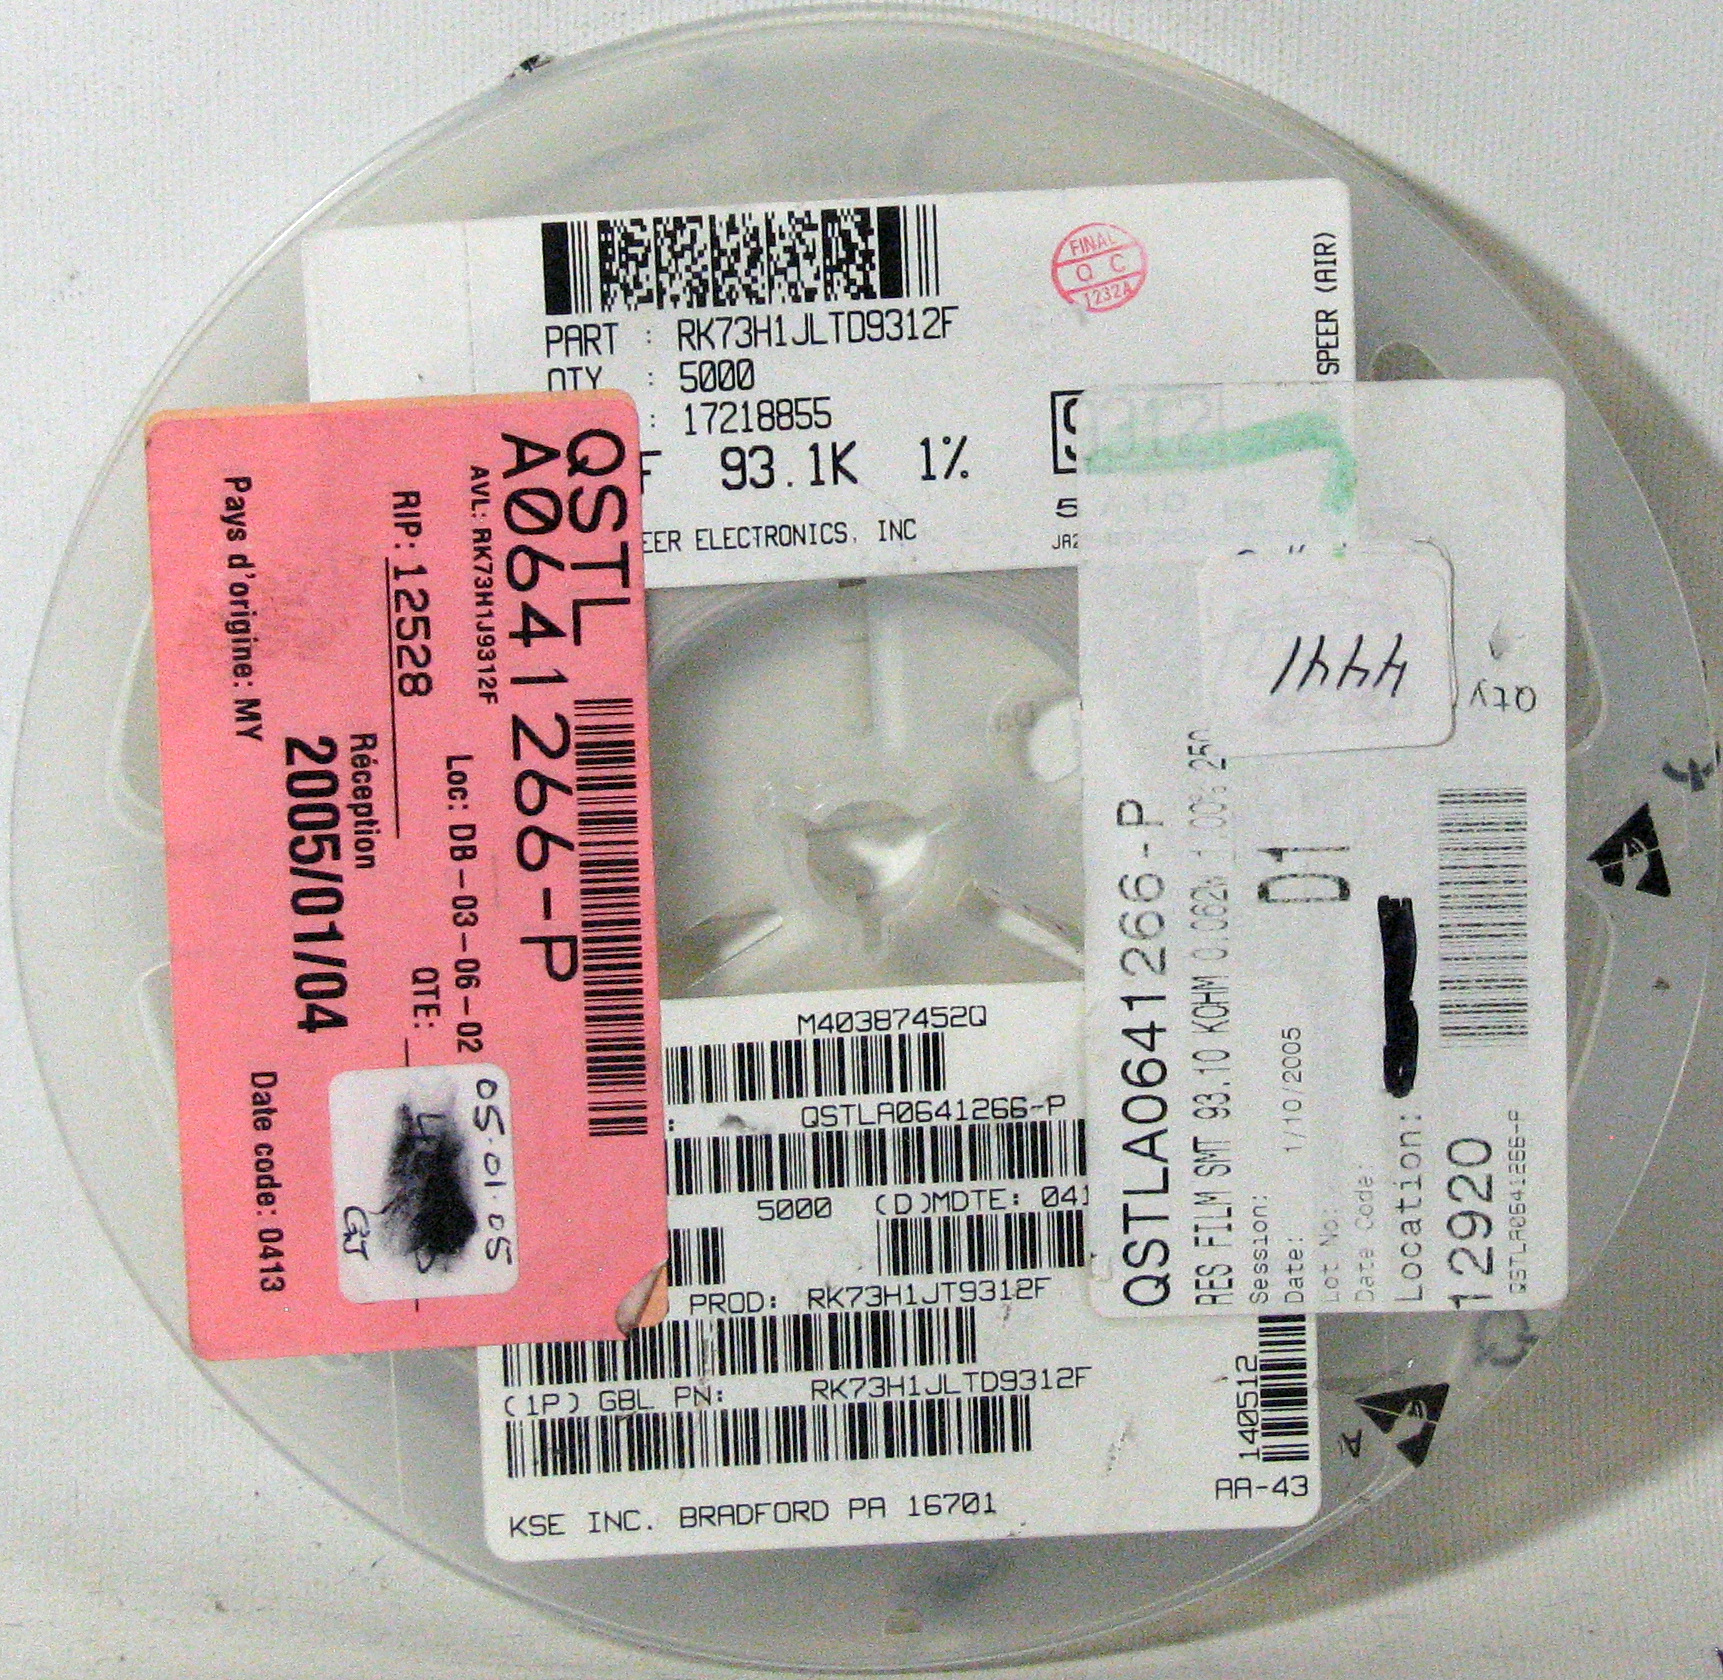 PART : RK73H1JLTD9312F
QTY : 5000
: 17218855
F 93.1K 1%
EER ELECTRONICS, INC
FINAL
Q C
1232A
SPEER (AIR)
5
JA2
QSTL
A0641266-P
AVL: RK73H1J9312F
Loc: DB-03-06-02
RIP: 12528
QTE:
Réception
2005/01/04
Pays d'origine: MY
Date code: 0413
05.01.05
GJ
M40387452Q
: QSTLA0641266-P
5000 (D)MDTE: 041
PROD: RK73H1JT9312F
(1P) GBL PN: RK73H1JLTD9312F
140512
AA-43
KSE INC. BRADFORD PA 16701
QSTLA0641266-P
RES FILM SMT 93.10 KOHM 0.062W 1.00% 250
Session:
Date: 1/10/2005
D1
Lot No:
Date Code:
Location:
12920
QSTLA0641266-P
Qty
4441